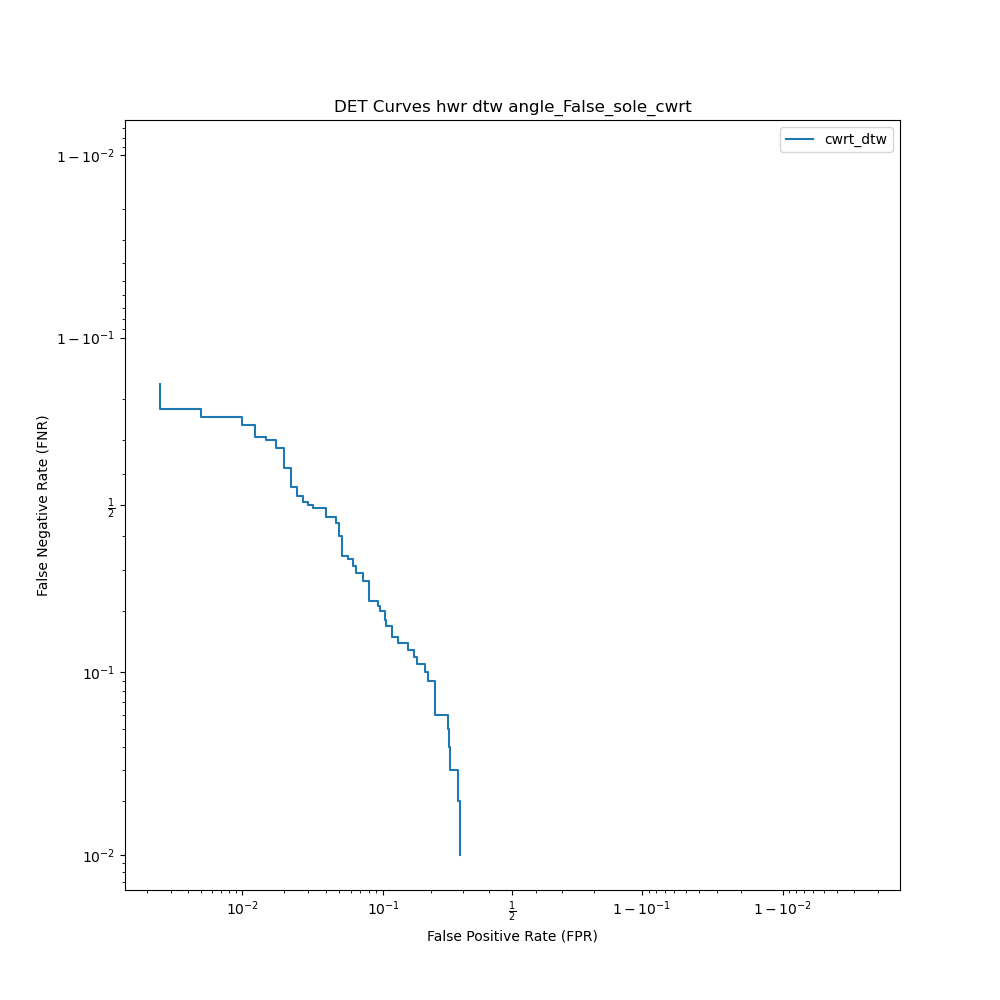 DET Curves hwr dtw angle_False_sole_cwrt
cwrt_dtw
False Negative Rate (FNR)
1 − 10⁻²
1 − 10⁻¹
½
10⁻¹
10⁻²
10⁻²
10⁻¹
½
1 − 10⁻¹
1 − 10⁻²
False Positive Rate (FPR)